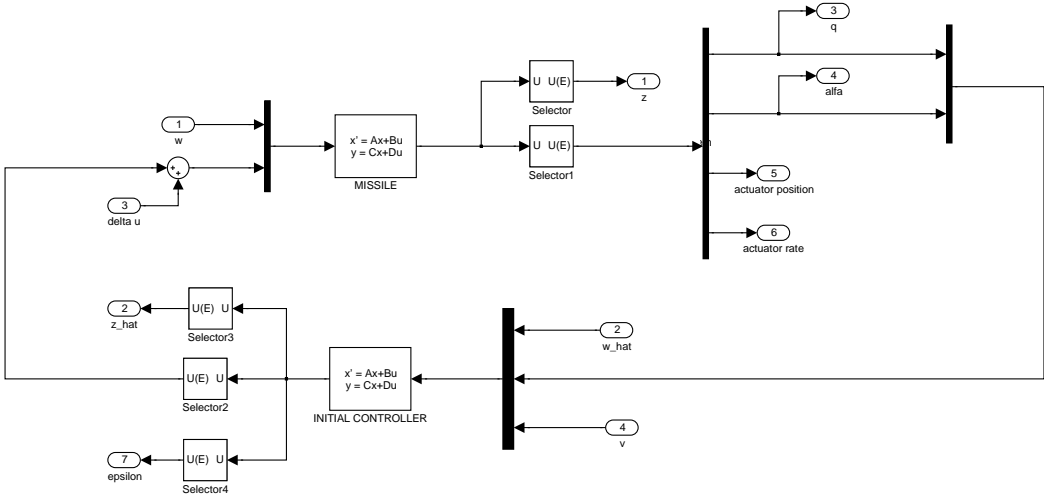 3
q
4
alfa
U U(E)
Selector
1
z
1
w
x' = Ax+Bu
y = Cx+Du
MISSILE
U U(E)
Selector1
5
actuator position
3
delta u
6
actuator rate
2
z_hat
U(E) U
Selector3
2
w_hat
U(E) U
Selector2
x' = Ax+Bu
y = Cx+Du
INITIAL CONTROLLER
4
v
7
epsilon
U(E) U
Selector4